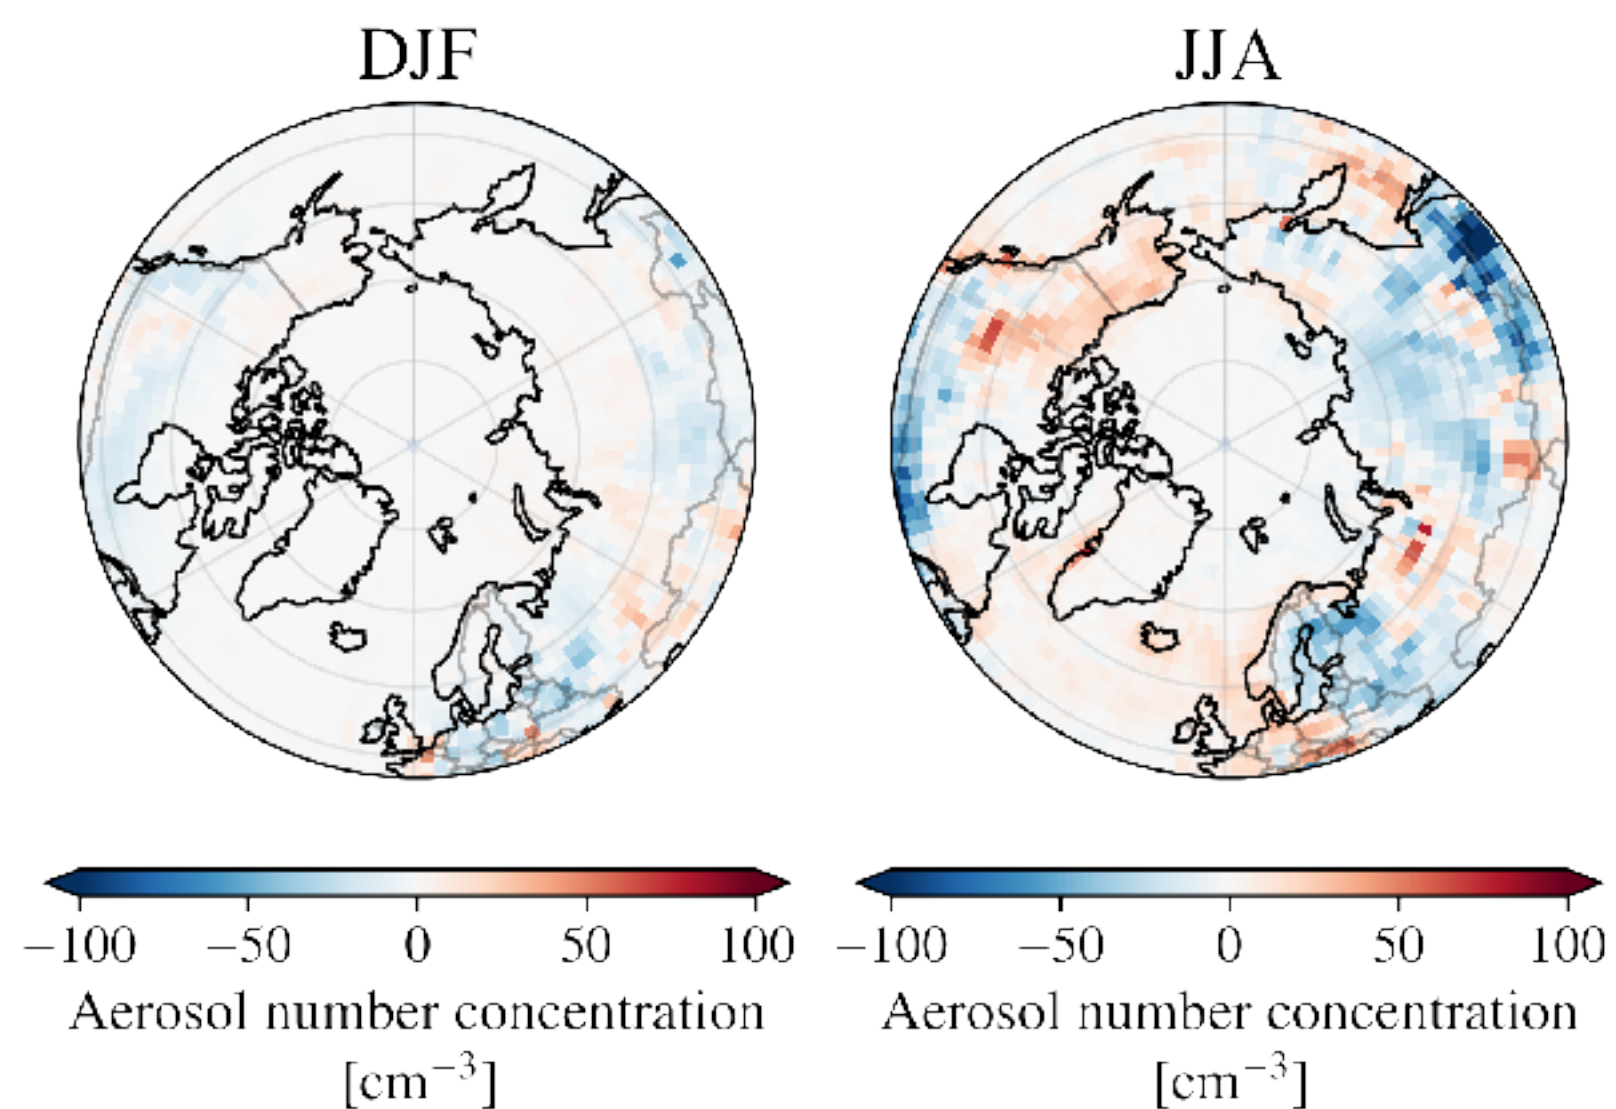 DJF JJA
−100 −50 0 50 100 −100 −50 0 50 100
Aerosol number concentration Aerosol number concentration
[cm⁻³] [cm⁻³]